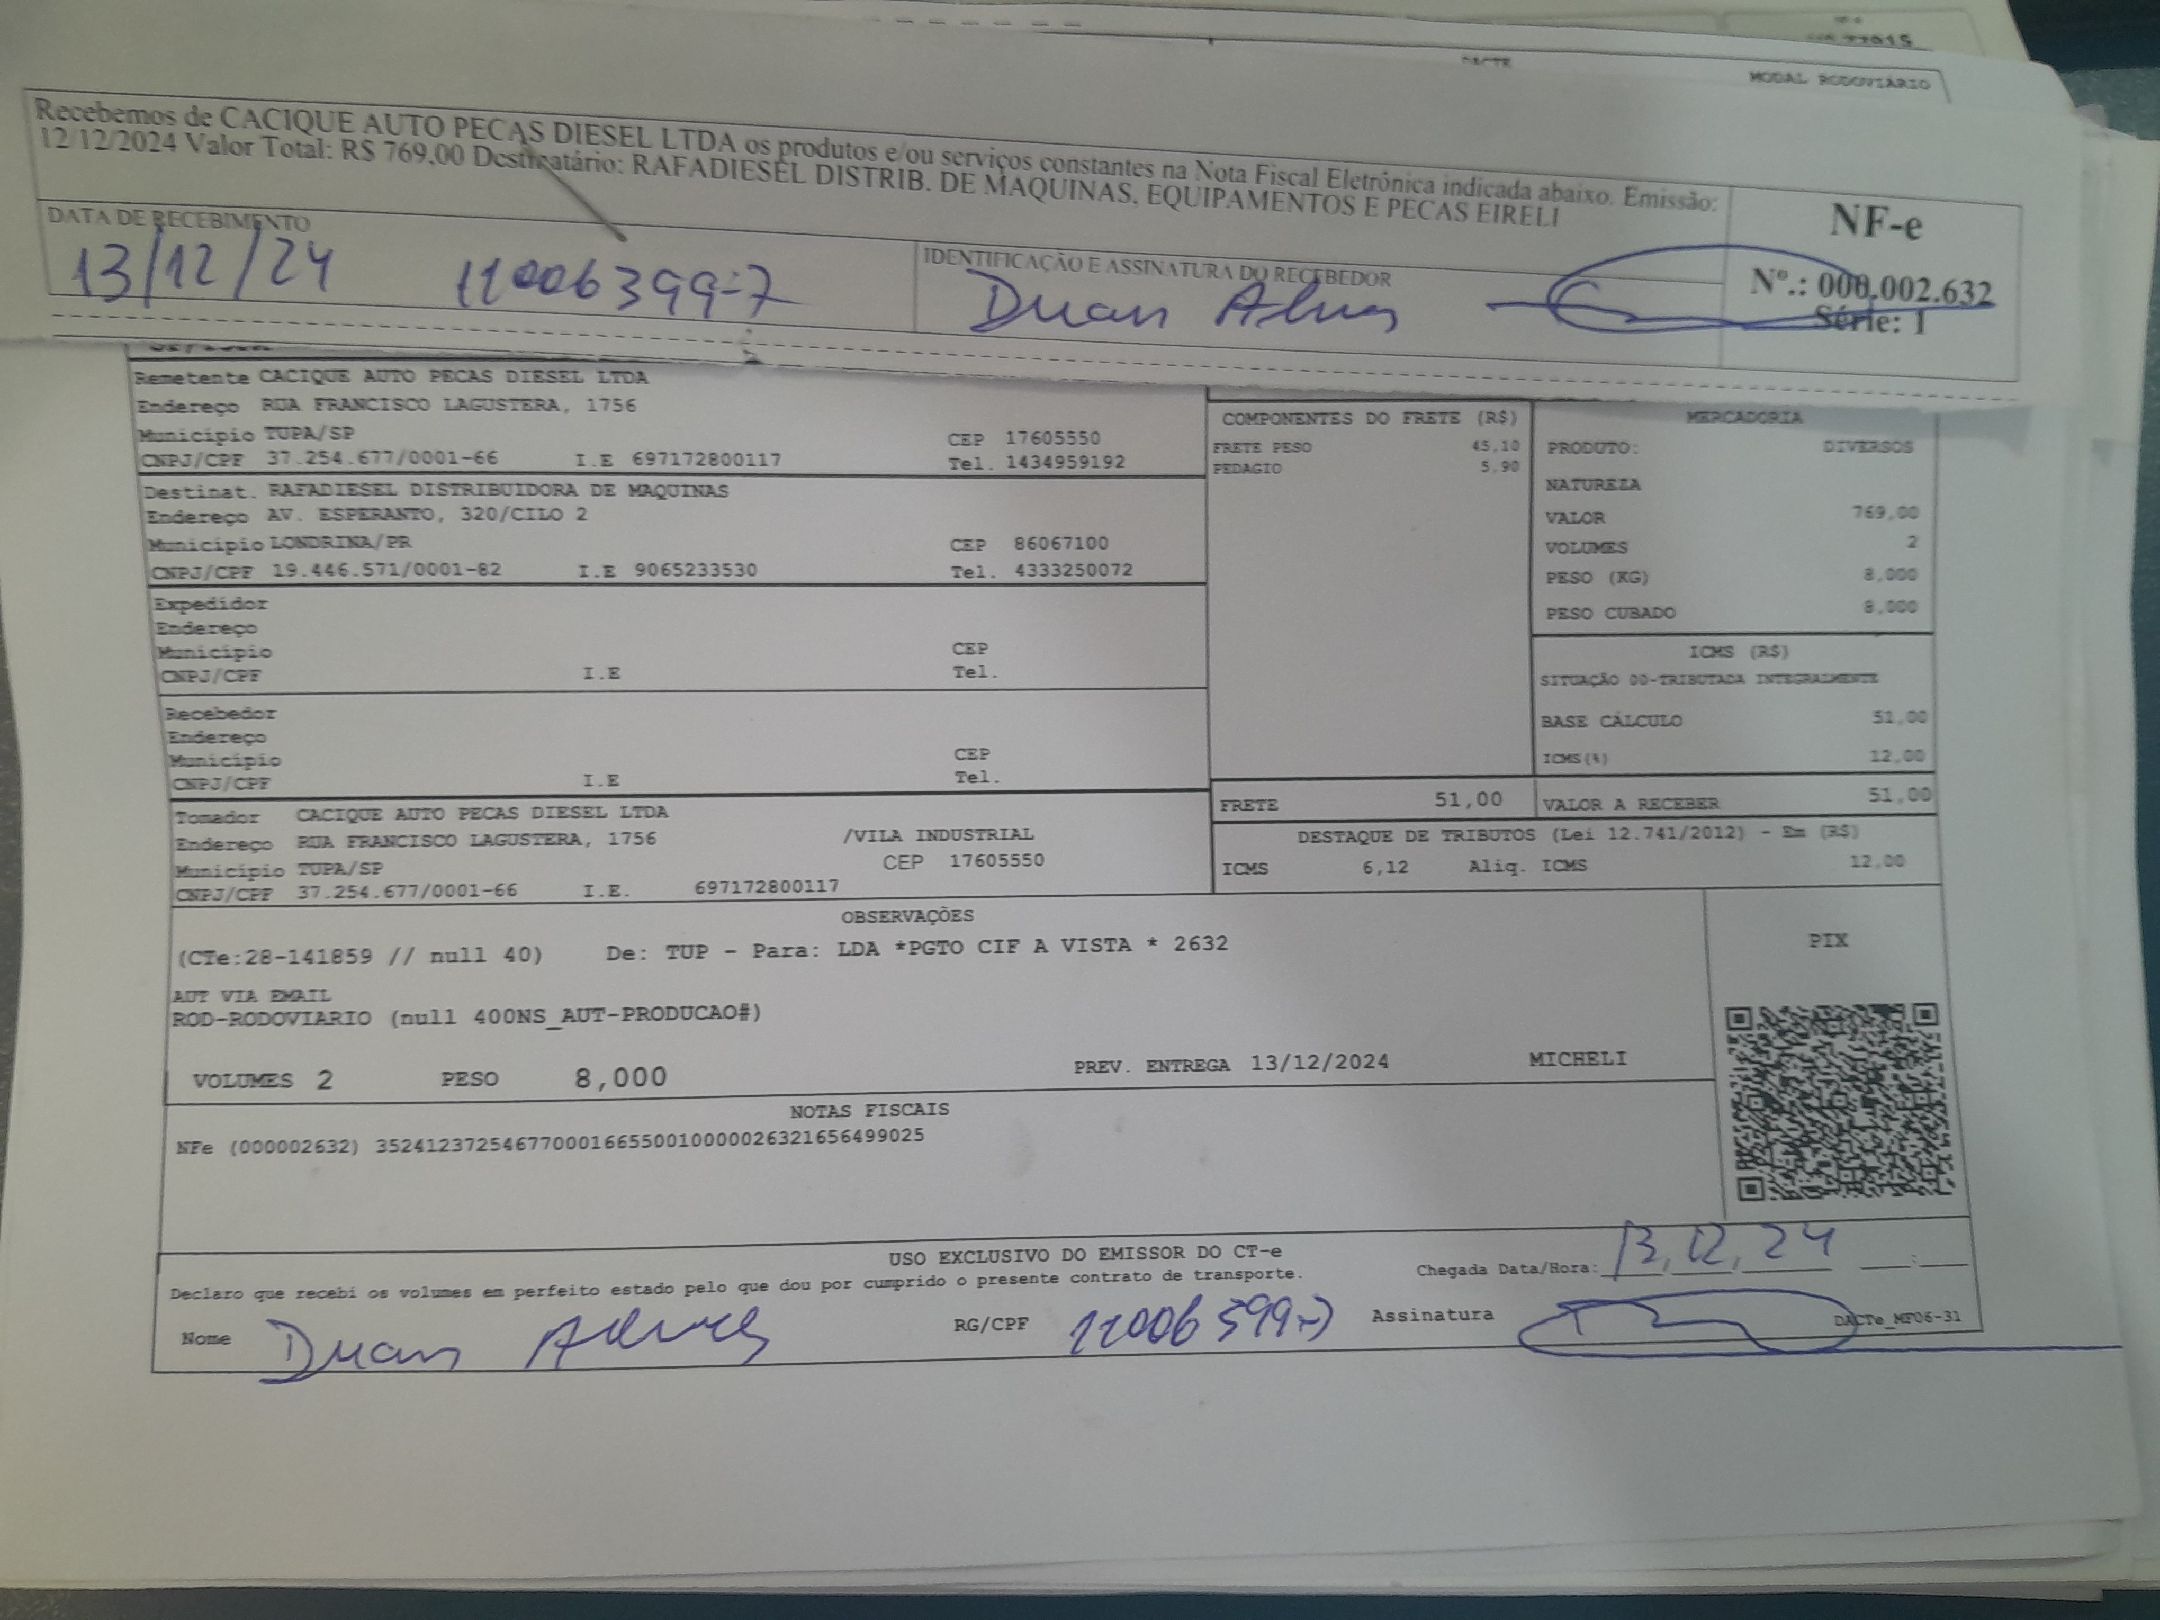 DACTE
MODAL RODOVIÁRIO
Recebemos de CACIQUE AUTO PECAS DIESEL LTDA os produtos e/ou serviços constantes na Nota Fiscal Eletrônica indicada abaixo. Emissão:
12/12/2024 Valor Total: R$ 769,00 Destinatário: RAFADIESEL DISTRIB. DE MAQUINAS, EQUIPAMENTOS E PECAS EIRELI
NF-e
Nº.: 000.002.632
Série: 1
DATA DE RECEBIMENTO
13/12/24 11006399-7
IDENTIFICAÇÃO E ASSINATURA DO RECEBEDOR
Duan Alves
Remetente CACIQUE AUTO PECAS DIESEL LTDA
Endereço RUA FRANCISCO LAGUSTERA, 1756
Município TUPA/SP CEP 17605550
CNPJ/CPF 37.254.677/0001-66 I.E 697172800117 Tel. 1434959192
Destinat. RAFADIESEL DISTRIBUIDORA DE MAQUINAS
Endereço AV. ESPERANTO, 320/CILO 2
Município LONDRINA/PR CEP 86067100
CNPJ/CPF 19.446.571/0001-82 I.E 9065233530 Tel. 4333250072
Expedidor
Endereço
Município CEP
CNPJ/CPF I.E Tel.
Recebedor
Endereço
Município CEP
CNPJ/CPF I.E Tel.
Tomador CACIQUE AUTO PECAS DIESEL LTDA
Endereço RUA FRANCISCO LAGUSTERA, 1756 /VILA INDUSTRIAL
Município TUPA/SP CEP 17605550
CNPJ/CPF 37.254.677/0001-66 I.E. 697172800117
COMPONENTES DO FRETE (R$)
FRETE PESO 45,10
PEDAGIO 5,90
MERCADORIA
PRODUTO: DIVERSOS
NATUREZA
VALOR 769,00
VOLUMES 2
PESO (KG) 8,000
PESO CUBADO 8,000
ICMS (R$)
SITUAÇÃO 00-TRIBUTADA INTEGRALMENTE
BASE CÁLCULO 51,00
ICMS(%) 12,00
FRETE 51,00 VALOR A RECEBER 51,00
DESTAQUE DE TRIBUTOS (Lei 12.741/2012) - Em (R$)
ICMS 6,12 Aliq. ICMS 12,00
OBSERVAÇÕES
(CTe:28-141859 // null 40) De: TUP - Para: LDA *PGTO CIF A VISTA * 2632
AUT VIA EMAIL
ROD-RODOVIARIO (null 400NS_AUT-PRODUCAO#)
VOLUMES 2 PESO 8,000 PREV. ENTREGA 13/12/2024 MICHELI
PIX
NOTAS FISCAIS
NFe (000002632) 35241237254677000166550010000026321656499025
USO EXCLUSIVO DO EMISSOR DO CT-e
Declaro que recebi os volumes em perfeito estado pelo que dou por cumprido o presente contrato de transporte.
Chegada Data/Hora: 13,12,24 :
Nome Duan Alves RG/CPF 11006399-7 Assinatura
DACTe_MF06-31